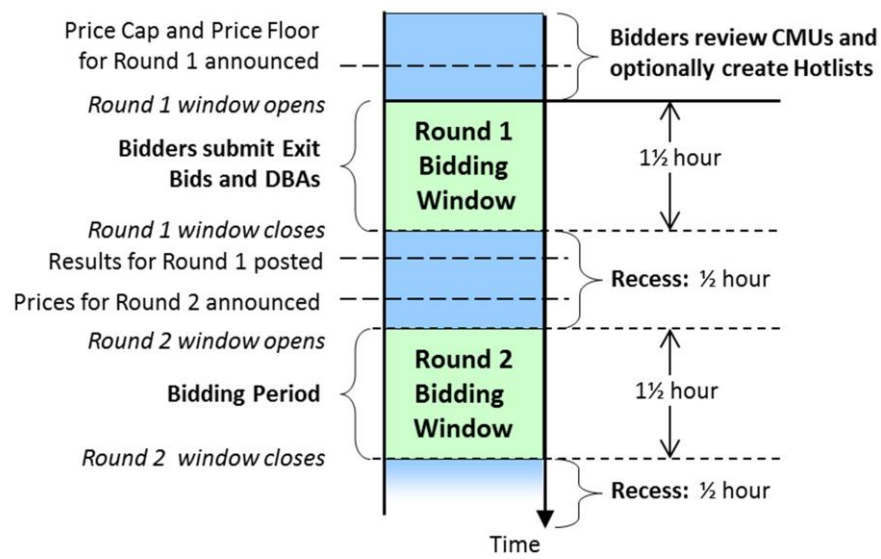 Price Cap and Price Floor
for Round 1 announced
Bidders review CMUs and
optionally create Hotlists
Round 1 window opens
Bidders submit Exit
Bids and DBAs
Round 1
Bidding
Window
1½ hour
Round 1 window closes
Results for Round 1 posted
Recess: ½ hour
Prices for Round 2 announced
Round 2 window opens
Bidding Period
Round 2
Bidding
Window
1½ hour
Round 2 window closes
Recess: ½ hour
Time